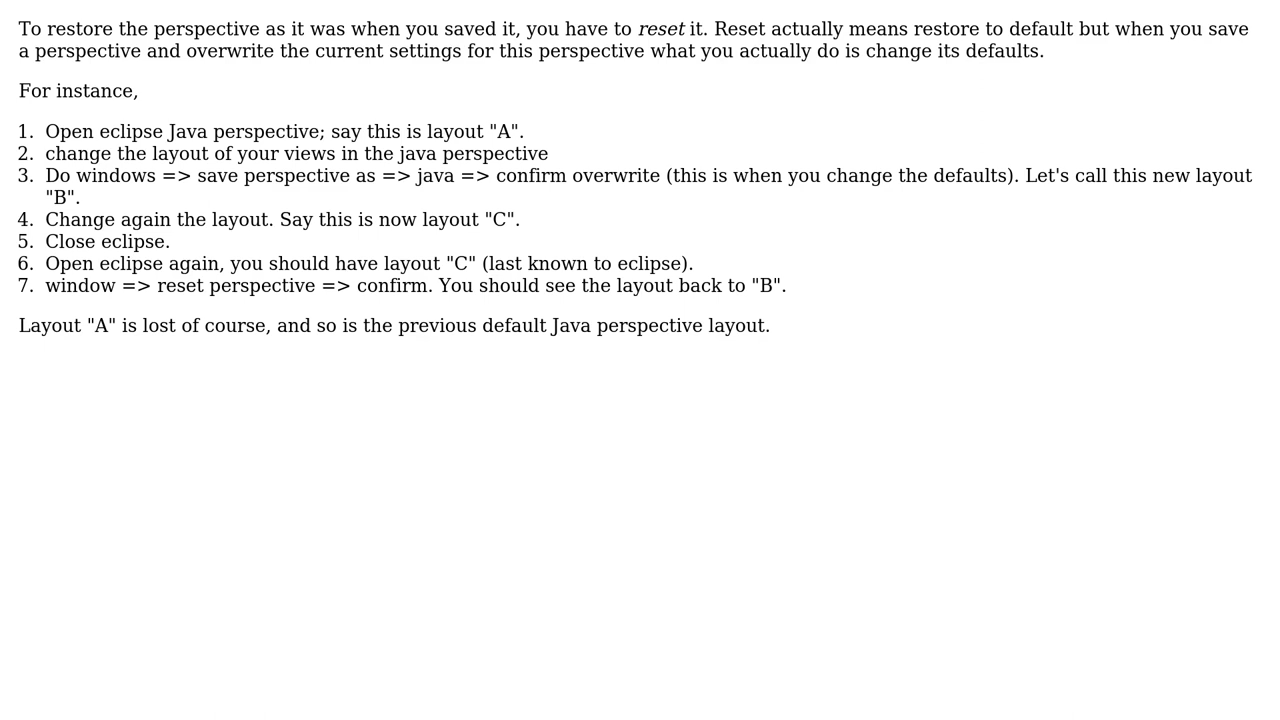 To restore the perspective as it was when you saved it, you have to reset it. Reset actually means restore to default but when you save
a perspective and overwrite the current settings for this perspective what you actually do is change its defaults.
For instance,
1. Open eclipse Java perspective; say this is layout "A".
2. change the layout of your views in the java perspective
3. Do windows => save perspective as => java => confirm overwrite (this is when you change the defaults). Let's call this new layout
"B".
4. Change again the layout. Say this is now layout "C".
5. Close eclipse.
6. Open eclipse again, you should have layout "C" (last known to eclipse).
7. window => reset perspective => confirm. You should see the layout back to "B".
Layout "A" is lost of course, and so is the previous default Java perspective layout.